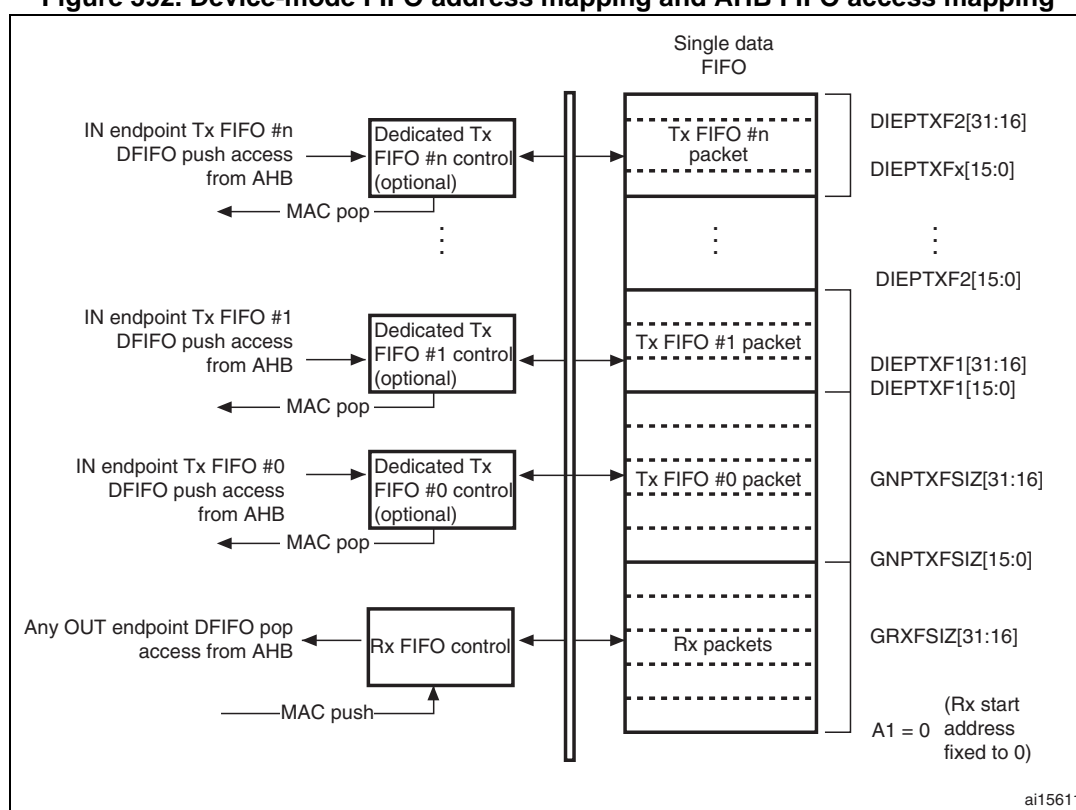 Figure 392. Device-mode FIFO address mapping and AHB FIFO access mapping
Single data
FIFO
IN endpoint Tx FIFO #n
DFIFO push access
from AHB
Dedicated Tx
FIFO #n control
(optional)
MAC pop
Tx FIFO #n
packet
DIEPTXF2[31:16]
DIEPTXFx[15:0]
DIEPTXF2[15:0]
IN endpoint Tx FIFO #1
DFIFO push access
from AHB
Dedicated Tx
FIFO #1 control
(optional)
MAC pop
Tx FIFO #1 packet
DIEPTXF1[31:16]
DIEPTXF1[15:0]
IN endpoint Tx FIFO #0
DFIFO push access
from AHB
Dedicated Tx
FIFO #0 control
(optional)
MAC pop
Tx FIFO #0 packet
GNPTXFSIZ[31:16]
GNPTXFSIZ[15:0]
Any OUT endpoint DFIFO pop
access from AHB
Rx FIFO control
MAC push
Rx packets
GRXFSIZ[31:16]
A1 = 0
(Rx start
address
fixed to 0)
ai15611